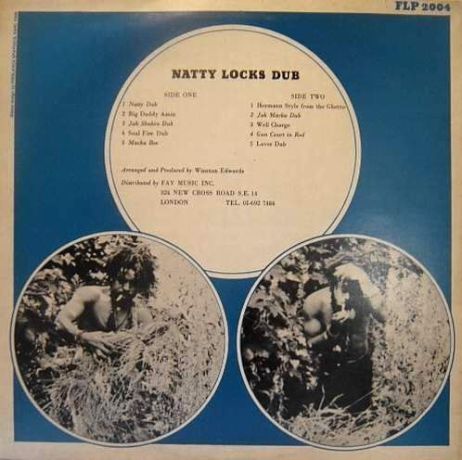 FLP 2004
NATTY LOCKS DUB
SIDE ONE
1 Natty Dub
2 Big Daddy Amin
3 Jah Shakin Dub
4 Soul Fire Dub
5 Macka Bee
SIDE TWO
1 Hermann Style from the Ghetto
2 Jah Marka Dub
3 Well Charge
4 Gun Court in Red
5 Lover Dub
Arranged and Produced by Winston Edwards
Distributed by FAY MUSIC INC.
324 NEW CROSS ROAD S.E. 14
LONDON TEL. 01-692 7464